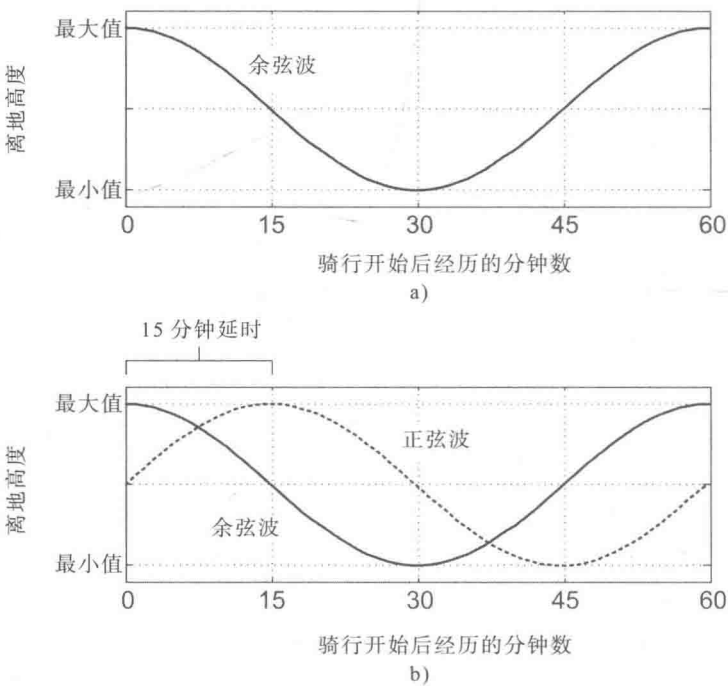 最大值
余弦波
离地高度
最小值
0 15 30 45 60
骑行开始后经历的分钟数
a)
15 分钟延时
最大值
正弦波
离地高度
余弦波
最小值
0 15 30 45 60
骑行开始后经历的分钟数
b)